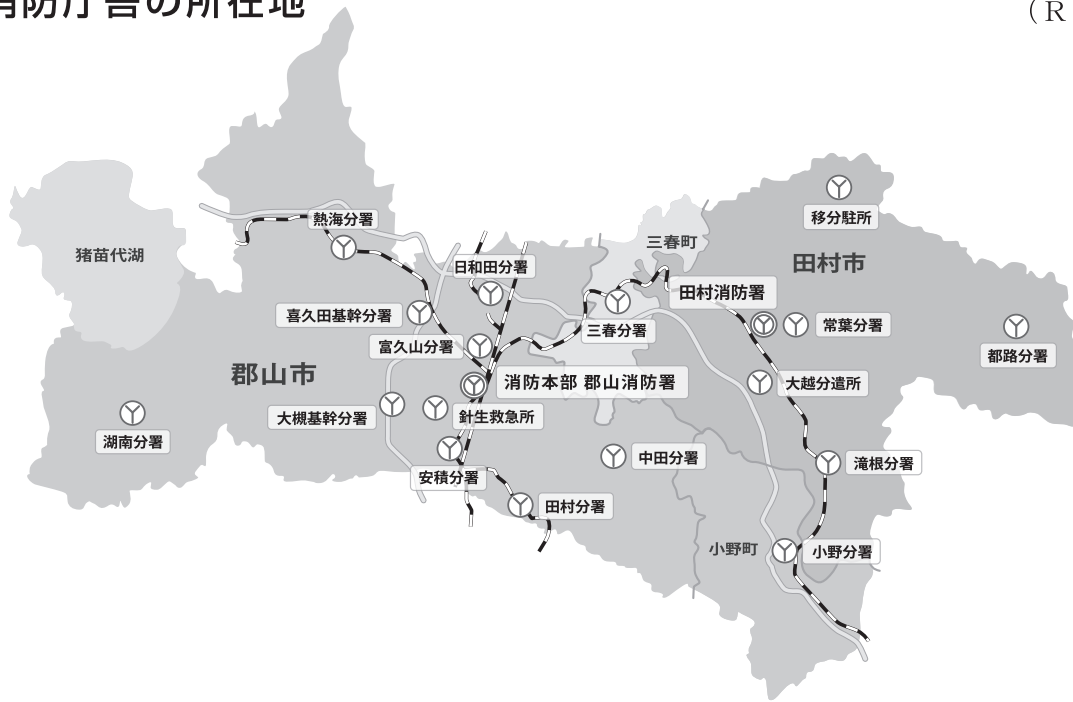 消防庁舎の所在地
（R
熱海分署
移分駐所
三春町
猪苗代湖
田村市
日和田分署
田村消防署
喜久田基幹分署
三春分署
常葉分署
富久山分署
都路分署
郡山市
消防本部 郡山消防署
大越分遣所
大槻基幹分署
針生救急所
湖南分署
中田分署
滝根分署
安積分署
田村分署
小野町
小野分署